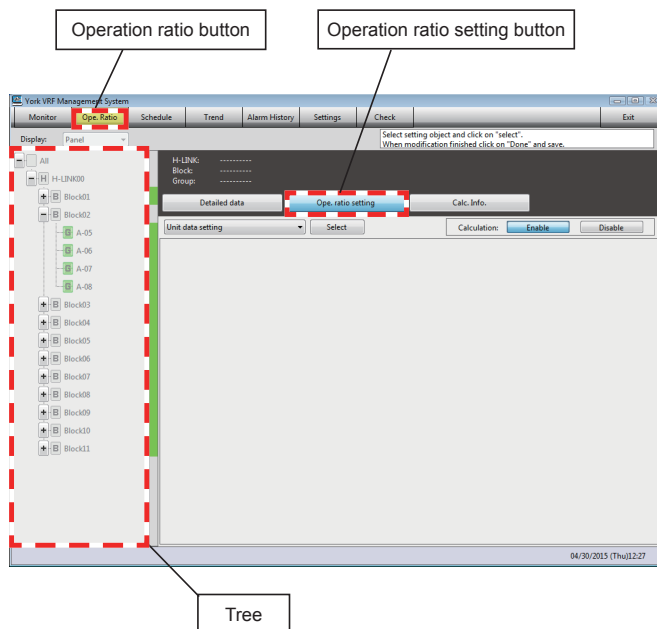 Operation ratio button
Operation ratio setting button
York VRF Management System
Monitor
Ope. Ratio
Schedule
Trend
Alarm History
Settings
Check
Exit
Display:
Panel
Select setting object and click on "select".
When modification finished click on "Done" and save.
All
H H-LINK00
B Block01
B Block02
G A-05
G A-06
G A-07
G A-08
B Block03
B Block04
B Block05
B Block06
B Block07
B Block08
B Block09
B Block10
B Block11
H-LINK: ----------
Block: ----------
Group: ----------
Detailed data
Ope. ratio setting
Calc. Info.
Unit data setting
Select
Calculation:
Enable
Disable
04/30/2015 (Thu)12:27
Tree